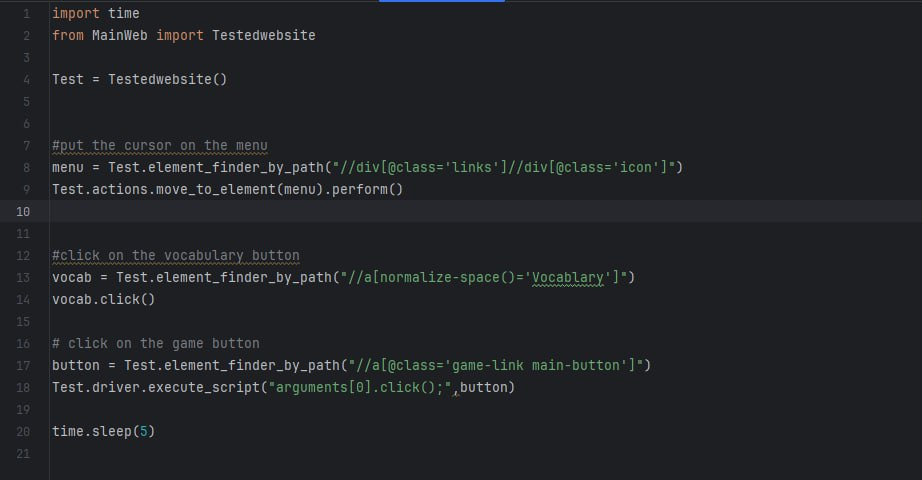 1 import time
2 from MainWeb import Testedwebsite
3
4 Test = Testedwebsite()
5
6
7 #put the cursor on the menu
8 menu = Test.element_finder_by_path("//div[@class='links']//div[@class='icon']")
9 Test.actions.move_to_element(menu).perform()
10
11
12 #click on the vocabulary button
13 vocab = Test.element_finder_by_path("//a[normalize-space()='Vocablary']")
14 vocab.click()
15
16 # click on the game button
17 button = Test.element_finder_by_path("//a[@class='game-link main-button']")
18 Test.driver.execute_script("arguments[0].click();",button)
19
20 time.sleep(5)
21